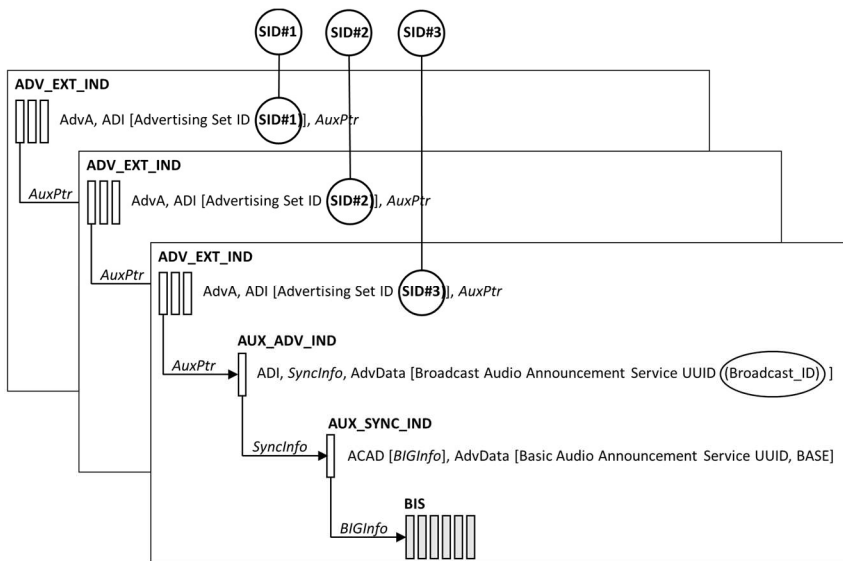 SID#1 SID#2 SID#3
ADV_EXT_IND
AdvA, ADI [Advertising Set ID (SID#1)], AuxPtr
ADV_EXT_IND
AuxPtr
AdvA, ADI [Advertising Set ID (SID#2)], AuxPtr
ADV_EXT_IND
AuxPtr
AdvA, ADI [Advertising Set ID (SID#3)], AuxPtr
AUX_ADV_IND
AuxPtr
ADI, SyncInfo, AdvData [Broadcast Audio Announcement Service UUID (Broadcast_ID) ]
AUX_SYNC_IND
SyncInfo
ACAD [BIGInfo], AdvData [Basic Audio Announcement Service UUID, BASE]
BIS
BIGInfo